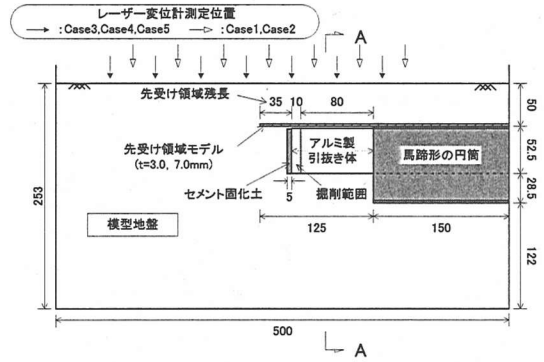 レーザー変位計測定位置
:Case3,Case4,Case5 :Case1,Case2
A
先受け領域残長
35 10 80
50
先受け領域モデル
(t=3.0, 7.0mm)
アルミ製
引抜き体
馬蹄形の円筒
52.5
セメント固化土
掘削範囲
28.5
5
253
模型地盤
125
150
122
500
A